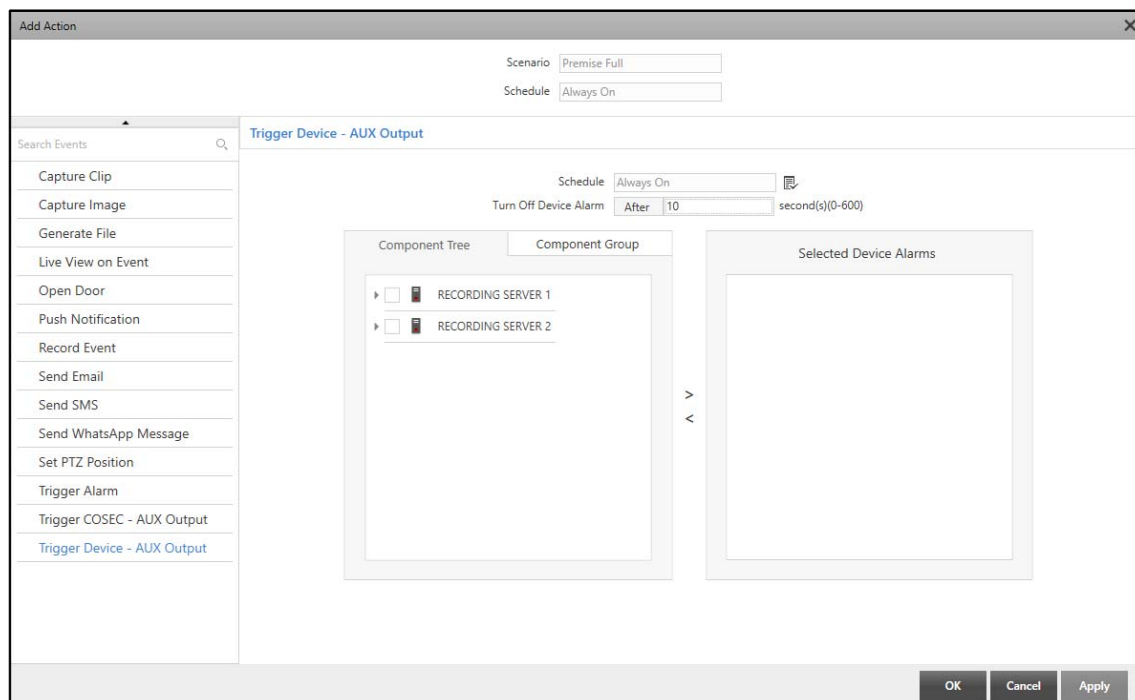 Add Action
Scenario Premise Full
Schedule Always On
Search Events
Capture Clip
Capture Image
Generate File
Live View on Event
Open Door
Push Notification
Record Event
Send Email
Send SMS
Send WhatsApp Message
Set PTZ Position
Trigger Alarm
Trigger COSEC - AUX Output
Trigger Device - AUX Output
Trigger Device - AUX Output
Schedule Always On
Turn Off Device Alarm After 10 second(s)(0-600)
Component Tree Component Group
RECORDING SERVER 1
RECORDING SERVER 2
>
<
Selected Device Alarms
OK Cancel Apply